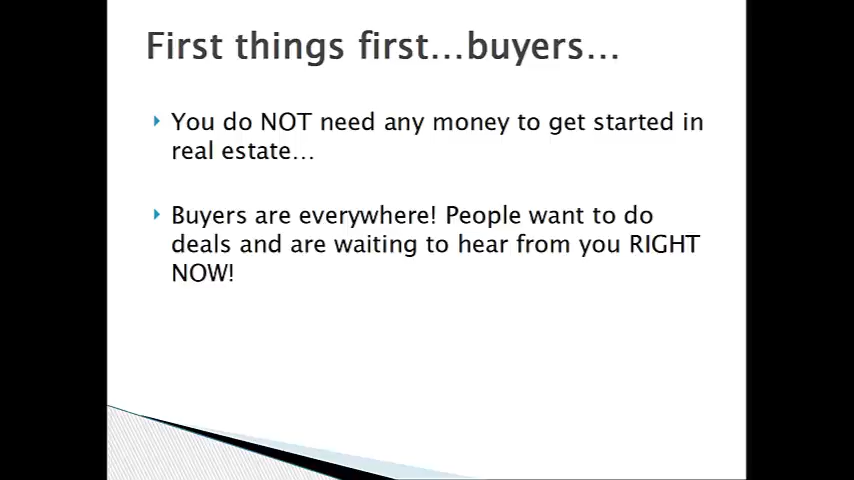 First things first...buyers...
You do NOT need any money to get started in
real estate...
Buyers are everywhere! People want to do
deals and are waiting to hear from you RIGHT
NOW!